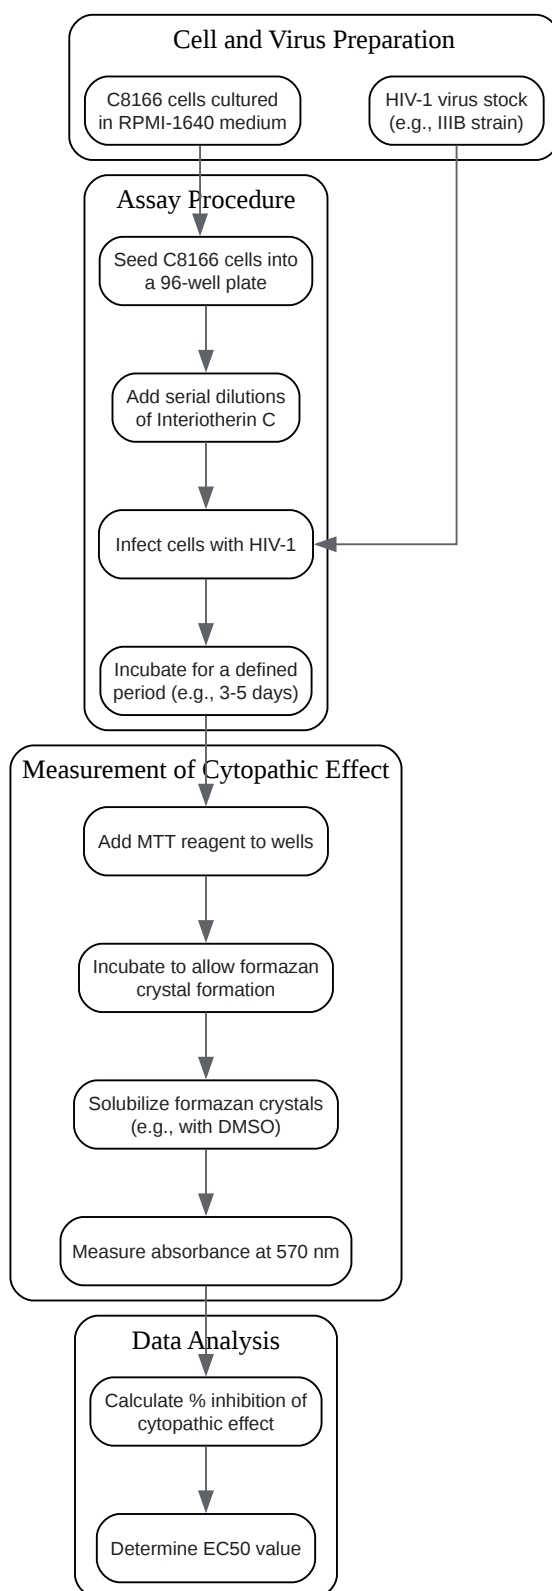 Cell and Virus Preparation
C8166 cells cultured
in RPMI-1640 medium
HIV-1 virus stock
(e.g., IIIB strain)
Assay Procedure
Seed C8166 cells into
a 96-well plate
Add serial dilutions
of Interiotherin C
Infect cells with HIV-1
Incubate for a defined
period (e.g., 3-5 days)
Measurement of Cytopathic Effect
Add MTT reagent to wells
Incubate to allow formazan
crystal formation
Solubilize formazan crystals
(e.g., with DMSO)
Measure absorbance at 570 nm
Data Analysis
Calculate % inhibition of
cytopathic effect
Determine EC50 value